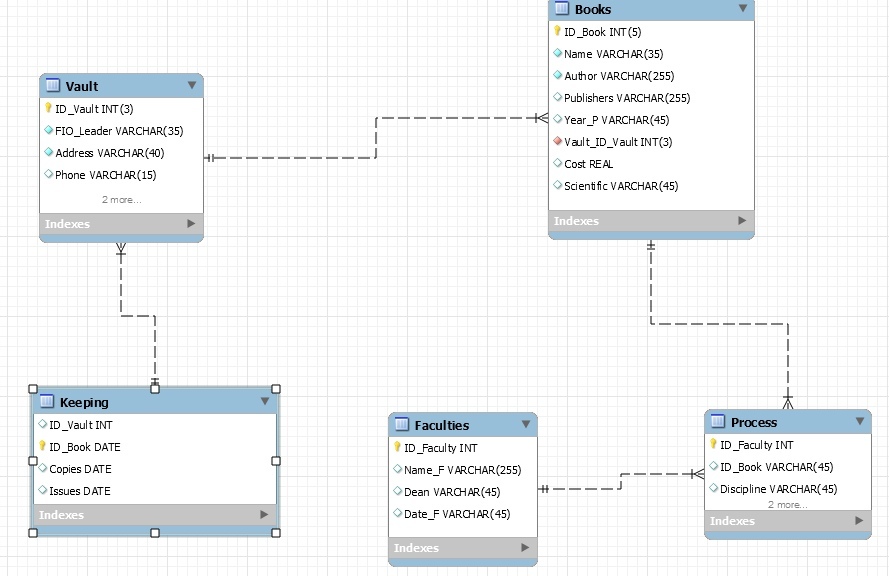 Books
ID_Book INT(5)
Name VARCHAR(35)
Author VARCHAR(255)
Publishers VARCHAR(255)
Year_P VARCHAR(45)
Vault_ID_Vault INT(3)
Cost REAL
Scientific VARCHAR(45)
Indexes
Vault
ID_Vault INT(3)
FIO_Leader VARCHAR(35)
Address VARCHAR(40)
Phone VARCHAR(15)
2 more...
Indexes
Keeping
ID_Vault INT
ID_Book DATE
Copies DATE
Issues DATE
Indexes
Faculties
ID_Faculty INT
Name_F VARCHAR(255)
Dean VARCHAR(45)
Date_F VARCHAR(45)
Indexes
Process
ID_Faculty INT
ID_Book VARCHAR(45)
Discipline VARCHAR(45)
2 more...
Indexes